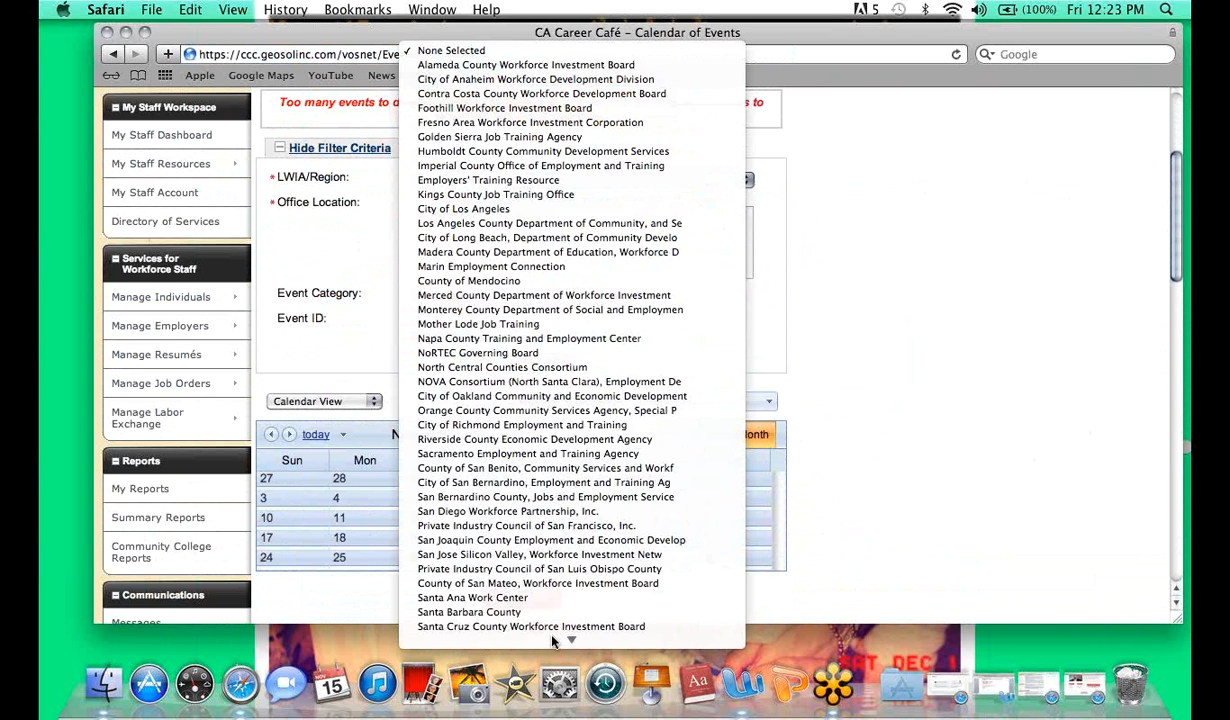 Safari File Edit View History Bookmarks Window Help 5 (100%) Fri 12:23 PM
CA Career Café – Calendar of Events
https://ccc.geosolinc.com/vosnet/Eve Google
Apple Google Maps YouTube News
My Staff Workspace
My Staff Dashboard
My Staff Resources
My Staff Account
Directory of Services
Services for
Workforce Staff
Manage Individuals
Manage Employers
Manage Resumés
Manage Job Orders
Manage Labor
Exchange
Reports
My Reports
Summary Reports
Community College
Reports
Communications
Messages
Too many events to d to
Hide Filter Criteria
* LWIA/Region:
* Office Location:
Event Category:
Event ID:
Calendar View
today N onth
Sun Mon
27 28
3 4
10 11
17 18
24 25
✓ None Selected
Alameda County Workforce Investment Board
City of Anaheim Workforce Development Division
Contra Costa County Workforce Development Board
Foothill Workforce Investment Board
Fresno Area Workforce Investment Corporation
Golden Sierra Job Training Agency
Humboldt County Community Development Services
Imperial County Office of Employment and Training
Employers' Training Resource
Kings County Job Training Office
City of Los Angeles
Los Angeles County Department of Community, and Se
City of Long Beach, Department of Community Develo
Madera County Department of Education, Workforce D
Marin Employment Connection
County of Mendocino
Merced County Department of Workforce Investment
Monterey County Department of Social and Employmen
Mother Lode Job Training
Napa County Training and Employment Center
NoRTEC Governing Board
North Central Counties Consortium
NOVA Consortium (North Santa Clara), Employment De
City of Oakland Community and Economic Development
Orange County Community Services Agency, Special P
City of Richmond Employment and Training
Riverside County Economic Development Agency
Sacramento Employment and Training Agency
County of San Benito, Community Services and Workf
City of San Bernardino, Employment and Training Ag
San Bernardino County, Jobs and Employment Service
San Diego Workforce Partnership, Inc.
Private Industry Council of San Francisco, Inc.
San Joaquin County Employment and Economic Develop
San Jose Silicon Valley, Workforce Investment Netw
Private Industry Council of San Luis Obispo County
County of San Mateo, Workforce Investment Board
Santa Ana Work Center
Santa Barbara County
Santa Cruz County Workforce Investment Board
SAT DEC 1
NOV
15
Aa